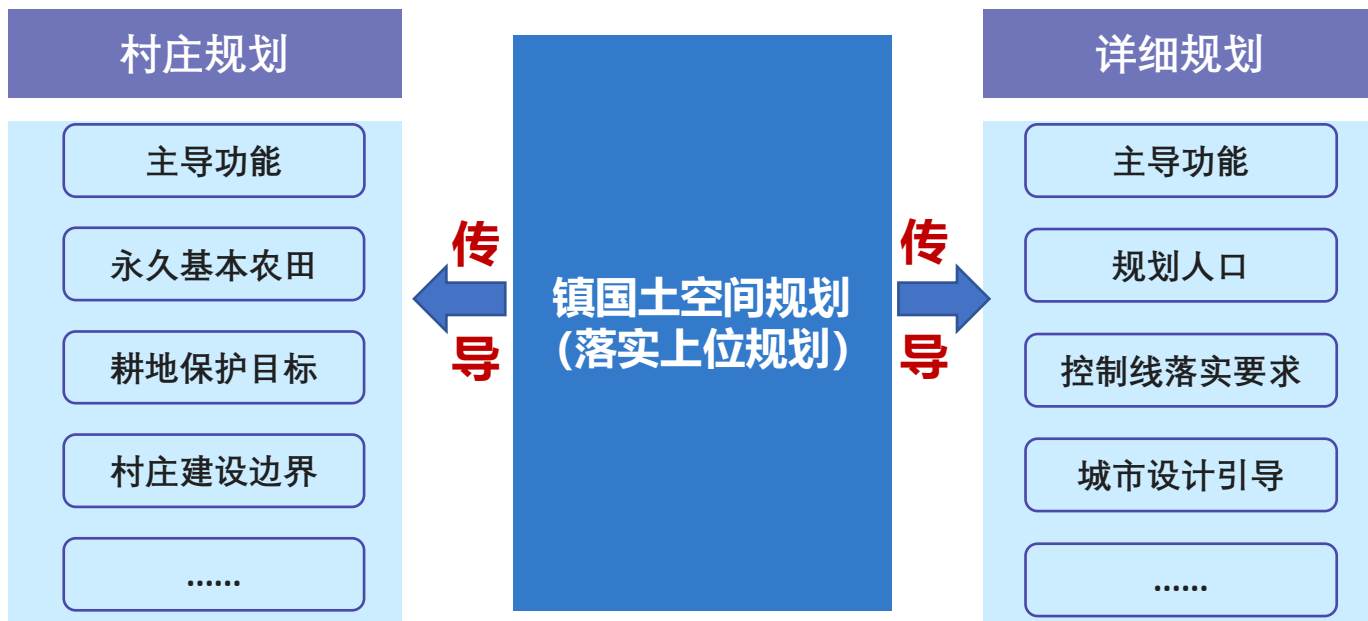 村庄规划
主导功能
永久基本农田
耕地保护目标
村庄建设边界
......
传
导
镇国土空间规划
（落实上位规划）
传
导
详细规划
主导功能
规划人口
控制线落实要求
城市设计引导
......